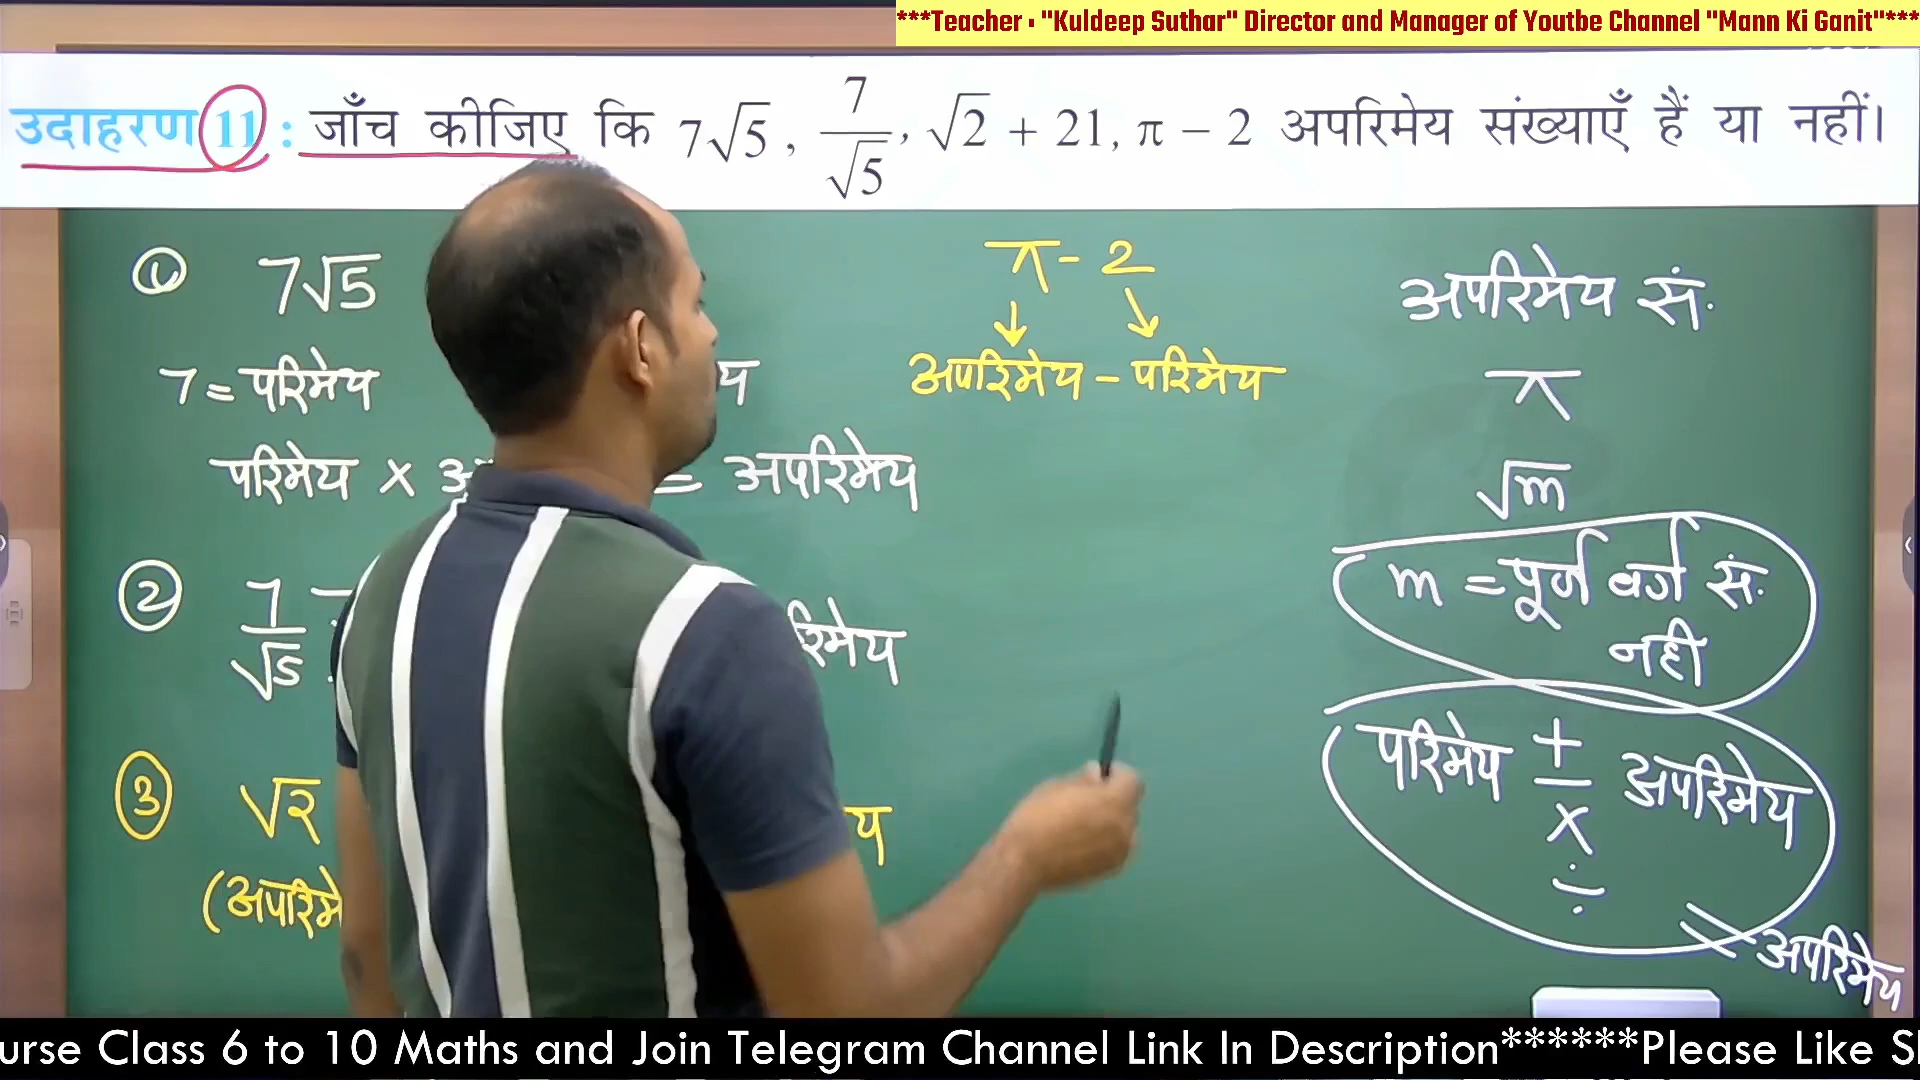 ***Teacher : "Kuldeep Suthar" Director and Manager of Youtbe Channel "Mann Ki Ganit"***
उदाहरण 11 : जाँच कीजिए कि 7√5, 7/√5, √2 + 21, π – 2 अपरिमेय संख्याएँ हैं या नहीं।
① 7√5
7 = परिमेय
परिमेय ×
= अपरिमेय
② 7/√5
③ √2
π - 2
↓ ↓
अपरिमेय - परिमेय
अपरिमेय सं.
π
√m
m = पूर्ण वर्ग सं.
नही
परिमेय + - × ÷ अपरिमेय
अपरिमेय
Class 6 to 10 Maths and Join Telegram Channel Link In Description******Please Like